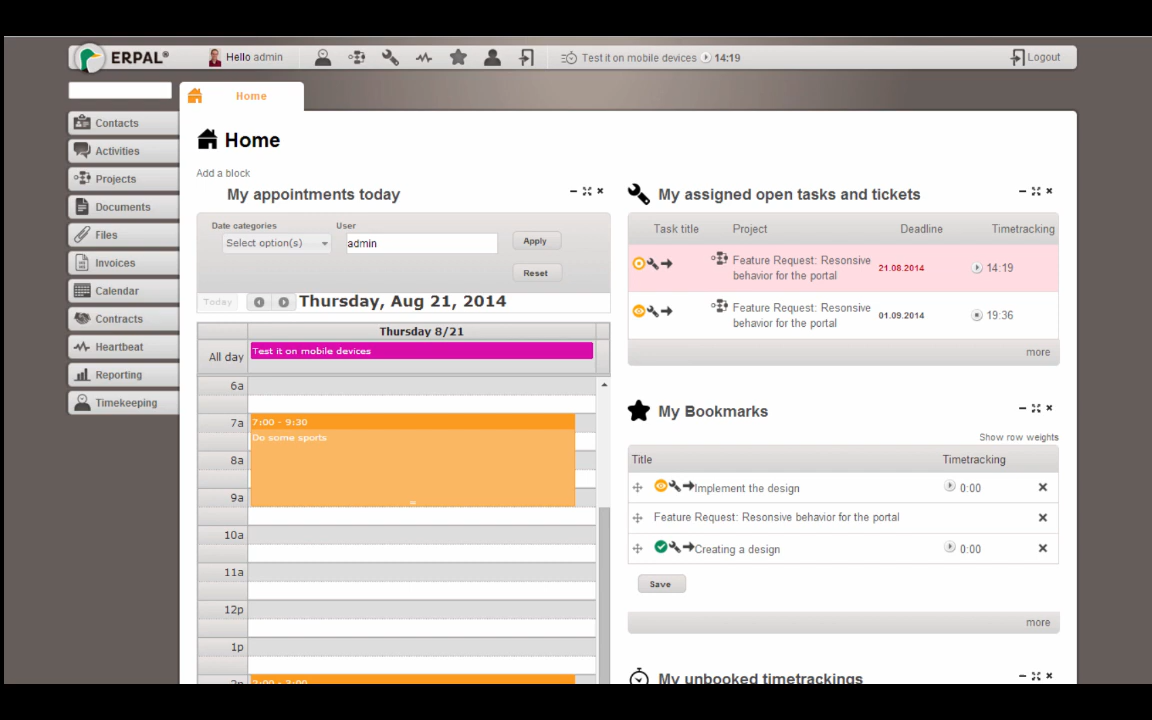 ERPAL®
Hello admin
Test it on mobile devices 14:19
Logout
Home
Contacts
Activities
Projects
Documents
Files
Invoices
Calendar
Contracts
Heartbeat
Reporting
Timekeeping
Home
Add a block
My appointments today
Date categories User
Select option(s) admin Apply
Reset
Today Thursday, Aug 21, 2014
Thursday 8/21
All day Test it on mobile devices
6a
7a 7:00 - 9:30
Do some sports
8a
9a
10a
11a
12p
1p
My assigned open tasks and tickets
Task title Project Deadline Timetracking
Feature Request: Resonsive
behavior for the portal 21.08.2014 14:19
Feature Request: Resonsive
behavior for the portal 01.09.2014 19:36
more
My Bookmarks
Show row weights
Title Timetracking
Implement the design 0:00
Feature Request: Resonsive behavior for the portal
Creating a design 0:00
Save
more
My unbooked timetrackings